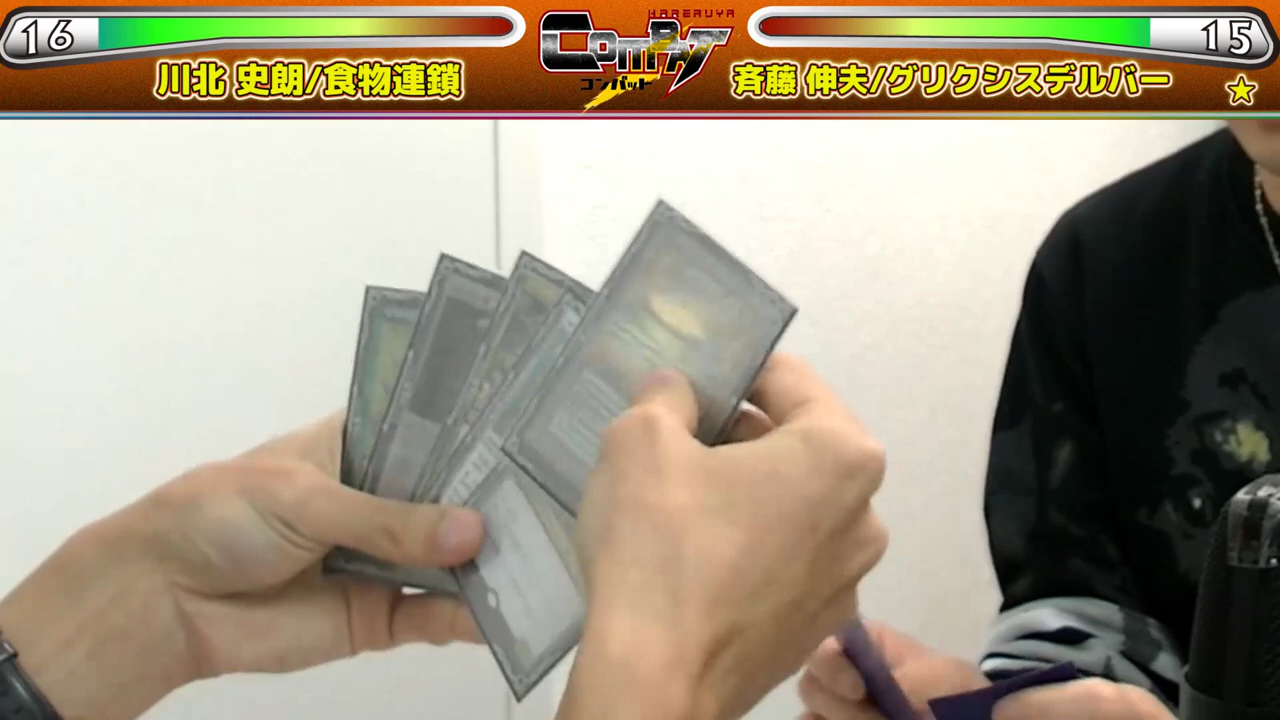 16
HARERUYA
ComBAT
コンバット
15
川北 史朗/食物連鎖
斉藤 伸夫/グリクシスデルバー